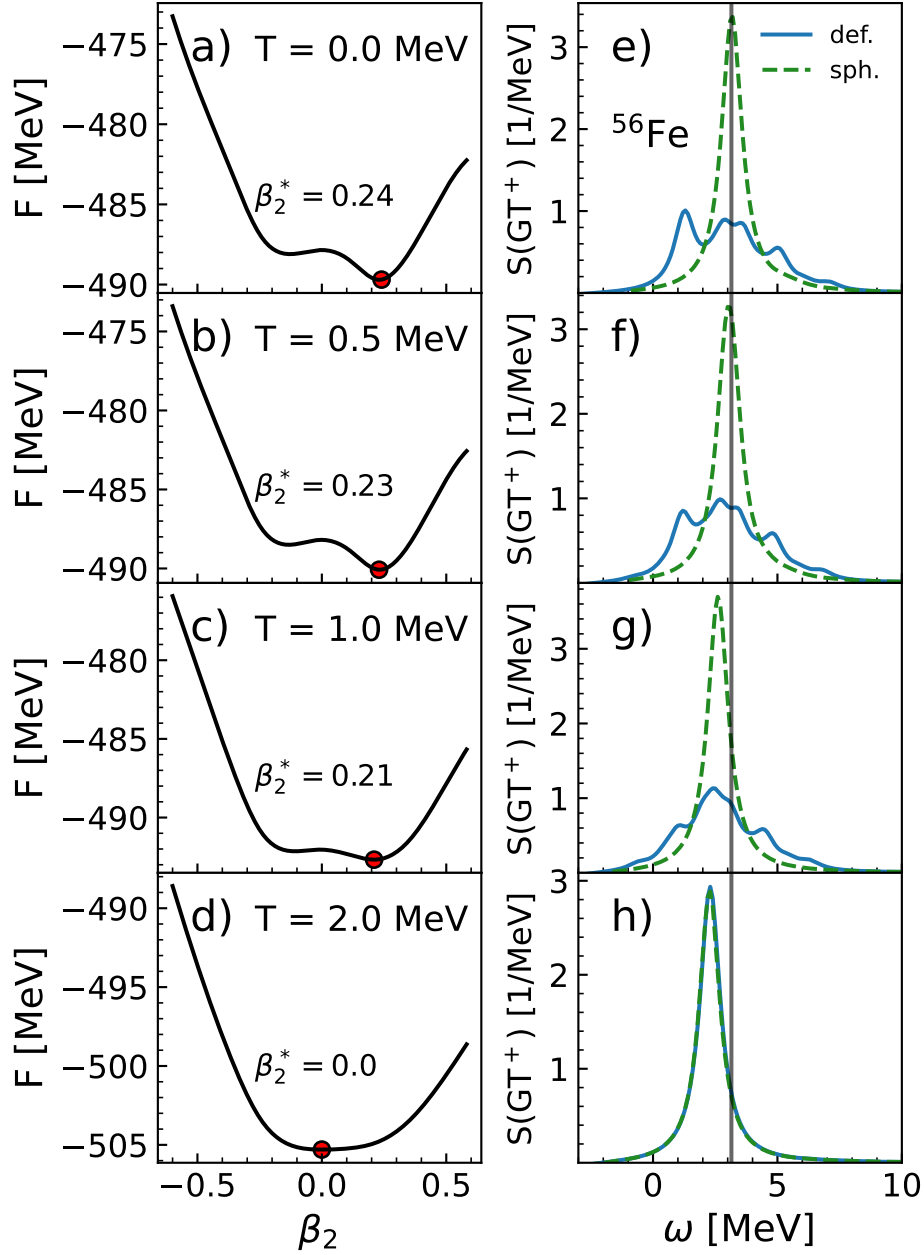 a) T = 0.0 MeV
β₂* = 0.24
F [MeV]
−475
−480
−485
−490
b) T = 0.5 MeV
β₂* = 0.23
F [MeV]
−475
−480
−485
−490
c) T = 1.0 MeV
β₂* = 0.21
F [MeV]
−480
−485
−490
d) T = 2.0 MeV
β₂* = 0.0
F [MeV]
−490
−495
−500
−505
−0.5 0.0 0.5
β₂
e)
def.
sph.
⁵⁶Fe
S(GT⁺) [1/MeV]
3
2
1
f)
S(GT⁺) [1/MeV]
3
2
1
g)
S(GT⁺) [1/MeV]
3
2
1
h)
S(GT⁺) [1/MeV]
3
2
1
0 5 10
ω [MeV]